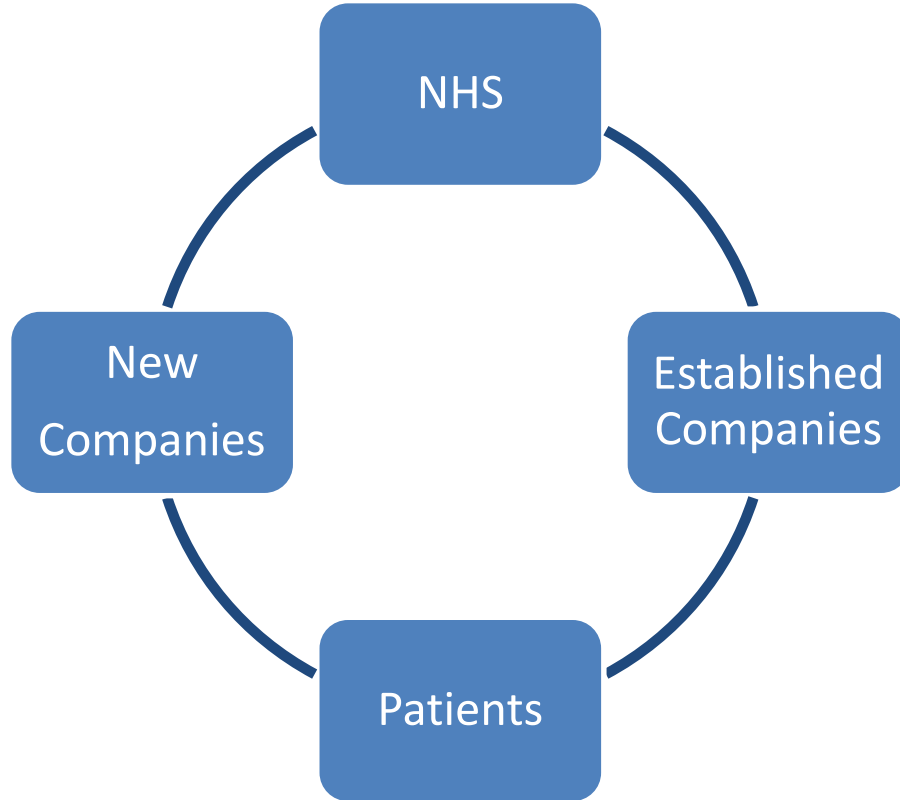 NHS
New
Companies
Established
Companies
Patients